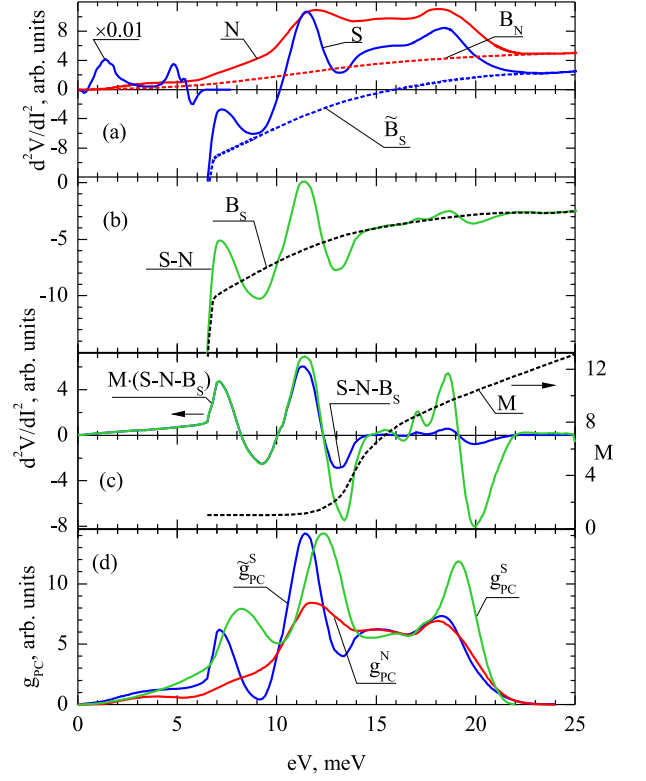 ×0.01
N
S
B_N
8
4
0
-4
-8
(a)
B̃_S
d²V/dI², arb. units
0
-5
-10
(b)
B_S
S-N
4
0
-4
-8
M·(S-N-B_S)
S-N-B_S
M
12
8
4
0
M
(c)
d²V/dI², arb. units
10
5
0
(d)
g̃_PC^S
g_PC^N
g_PC^S
g_PC, arb. units
0 5 10 15 20 25
eV, meV